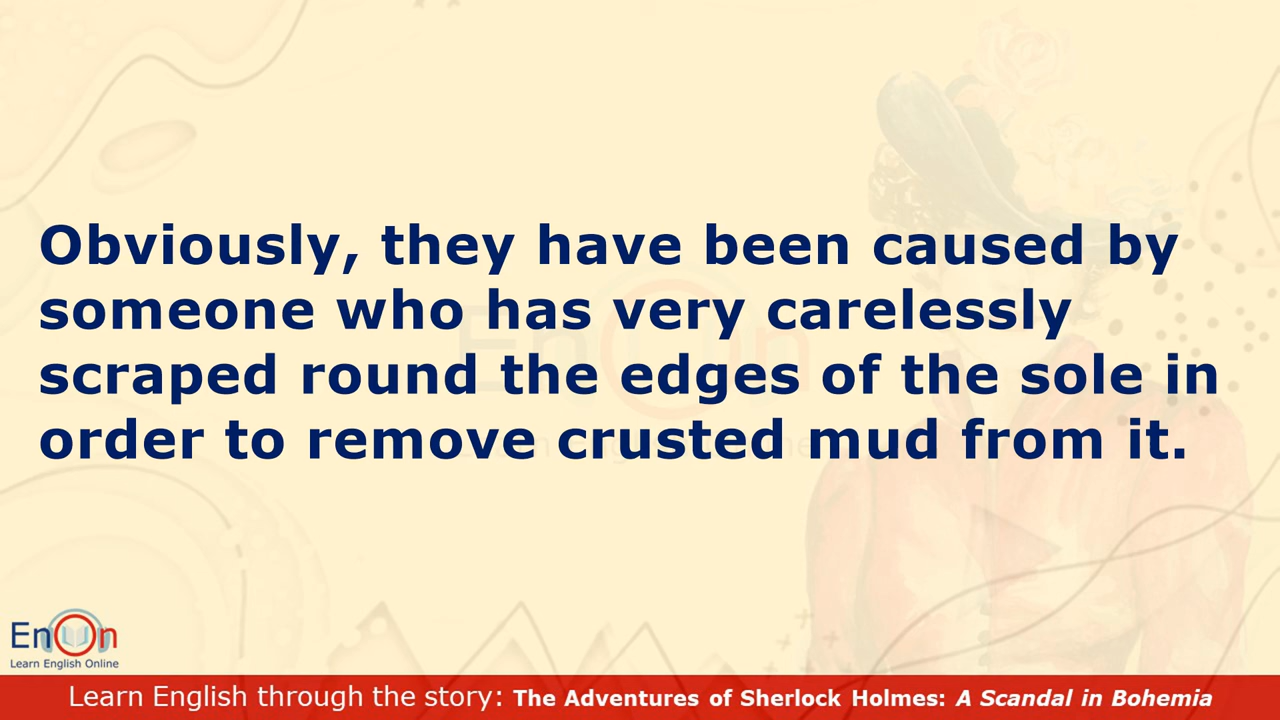 Obviously, they have been caused by
someone who has very carelessly
scraped round the edges of the sole in
order to remove crusted mud from it.
EnOn
Learn English Online
Learn English through the story: The Adventures of Sherlock Holmes: A Scandal in Bohemia